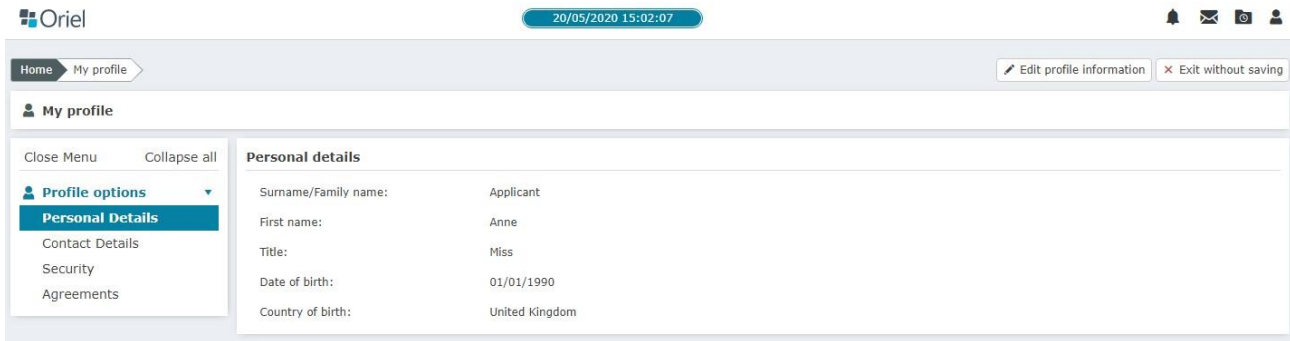 Oriel
20/05/2020 15:02:07
Home My profile
Edit profile information Exit without saving
My profile
Close Menu Collapse all
Profile options
Personal Details
Contact Details
Security
Agreements
Personal details
Surname/Family name: Applicant
First name: Anne
Title: Miss
Date of birth: 01/01/1990
Country of birth: United Kingdom